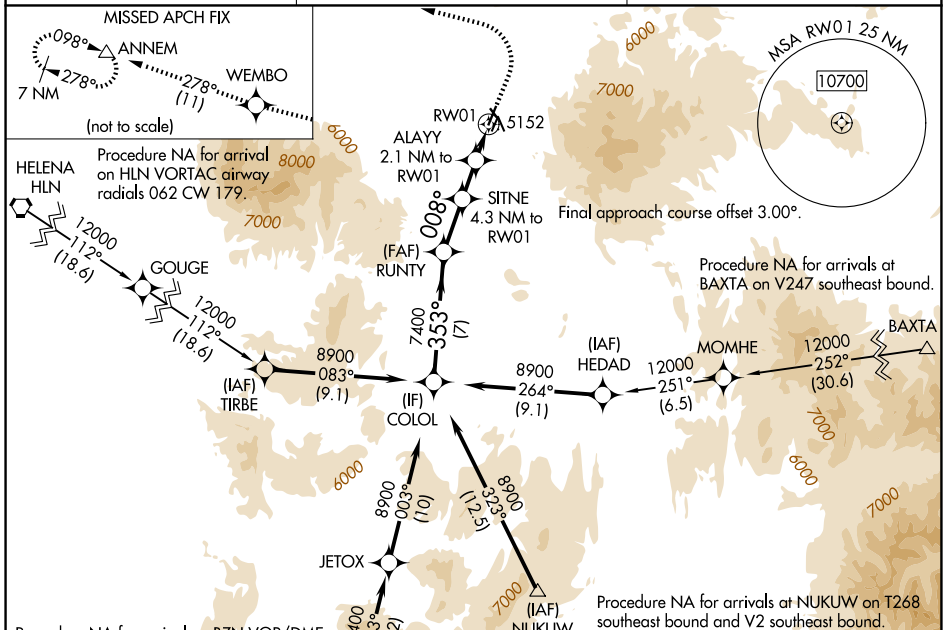 MISSED APCH FIX
098°
ANNEM
278°
7 NM
278°
(11)
WEMBO
(not to scale)
6000
7000
MSA RW01 25 NM
10700
RW01
5152
ALAYY
2.1 NM to
RW01
SITNE
4.3 NM to
RW01
008°
Final approach course offset 3.00°.
6000
8000
7000
Procedure NA for arrival
on HLN VORTAC airway
radials 062 CW 179.
HELENA
HLN
12000
112°
(18.6)
GOUGE
12000
112°
(18.6)
(FAF)
RUNTY
7400
353°
(7)
Procedure NA for arrivals at
BAXTA on V247 southeast bound.
BAXTA
12000
252°
(30.6)
MOMHE
12000
251°
(6.5)
(IAF)
HEDAD
8900
264°
(9.1)
8900
083°
(9.1)
(IAF)
TIRBE
(IF)
COLOL
7000
6000
7000
6000
8900
003°
(10)
8900
323°
(12.5)
JETOX
7000
(IAF)
NUKUW
Procedure NA for arrivals at NUKUW on T268
southeast bound and V2 southeast bound.